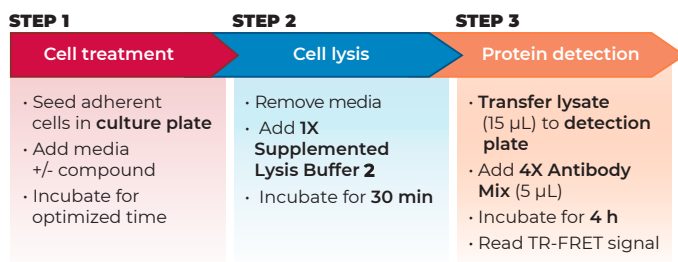 STEP 1
Cell treatment
· Seed adherent
cells in culture plate
· Add media
+/- compound
· Incubate for
optimized time
STEP 2
Cell lysis
· Remove media
· Add 1X
Supplemented
Lysis Buffer 2
· Incubate for 30 min
STEP 3
Protein detection
· Transfer lysate
(15 µL) to detection
plate
· Add 4X Antibody
Mix (5 µL)
· Incubate for 4 h
· Read TR-FRET signal